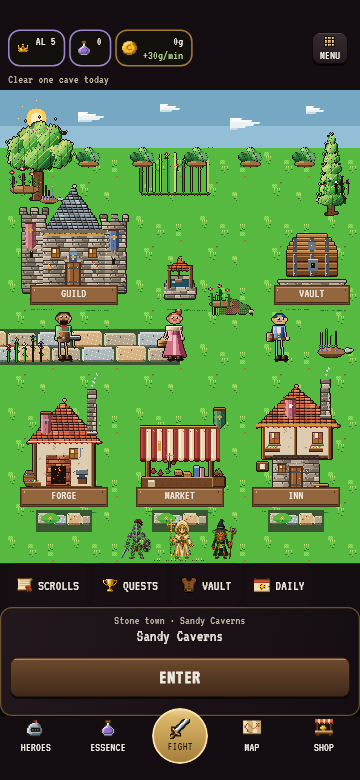 AL 5
0
0g
+30g/min
MENU
Clear one cave today
GUILD
VAULT
FORGE
MARKET
INN
SCROLLS
QUESTS
VAULT
DAILY
Stone town · Sandy Caverns
Sandy Caverns
ENTER
HEROES
ESSENCE
FIGHT
MAP
SHOP